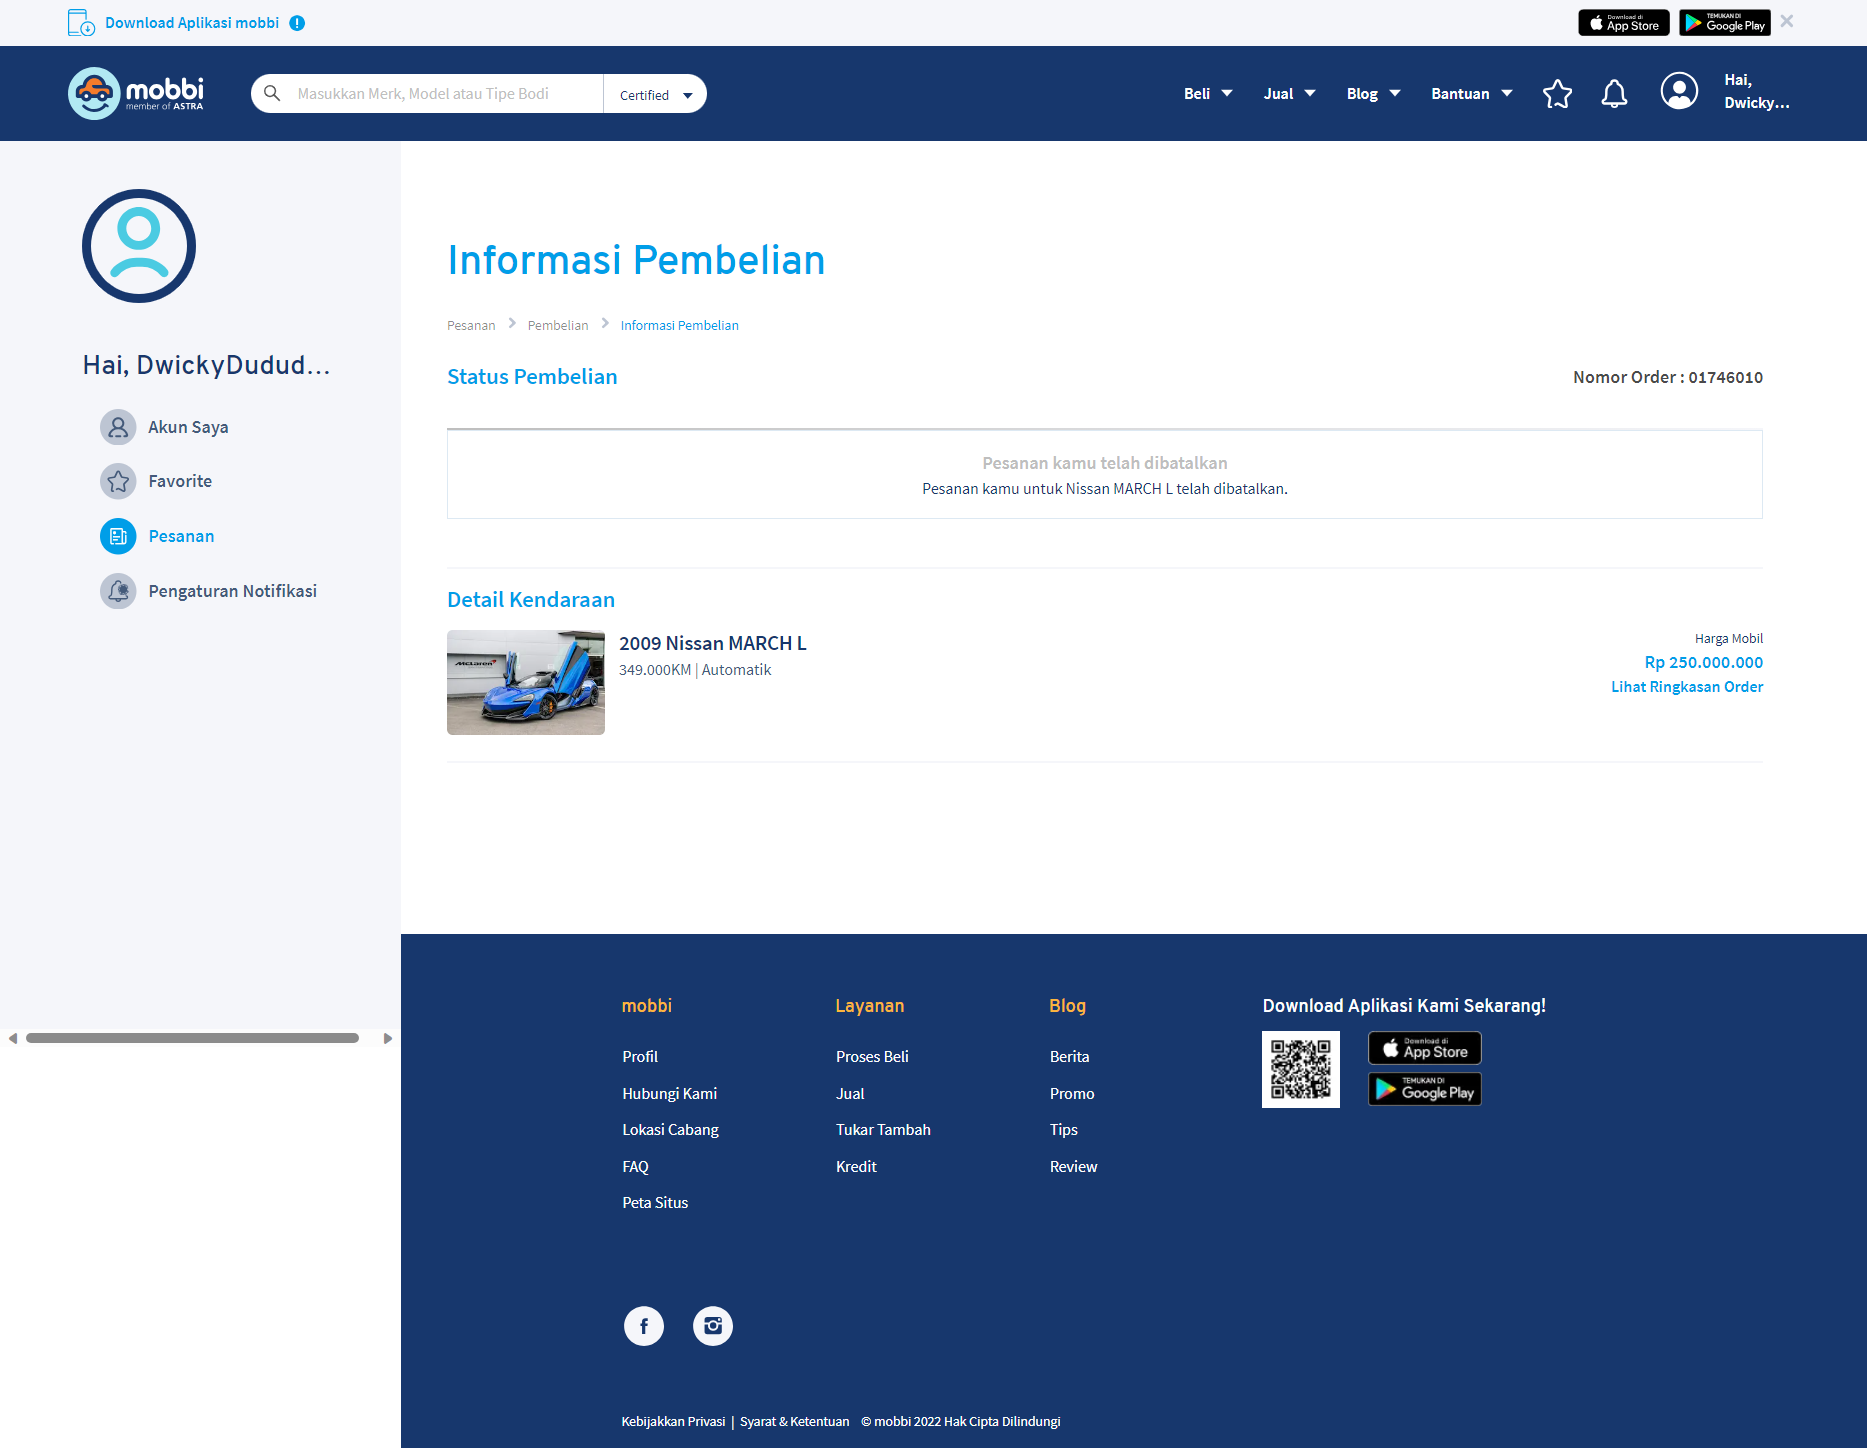 Download Aplikasi mobbi
Download di App Store
TEMUKAN DI Google Play
mobbi
member of ASTRA
Masukkan Merk, Model atau Tipe Bodi
Certified
Beli
Jual
Blog
Bantuan
Hai,
Dwicky...
Hai, DwickyDudud...
Akun Saya
Favorite
Pesanan
Pengaturan Notifikasi
Informasi Pembelian
Pesanan > Pembelian > Informasi Pembelian
Status Pembelian
Nomor Order : 01746010
Pesanan kamu telah dibatalkan
Pesanan kamu untuk Nissan MARCH L telah dibatalkan.
Detail Kendaraan
McLaren
2009 Nissan MARCH L
349.000KM | Automatik
Harga Mobil
Rp 250.000.000
Lihat Ringkasan Order
mobbi
Profil
Hubungi Kami
Lokasi Cabang
FAQ
Peta Situs
Layanan
Proses Beli
Jual
Tukar Tambah
Kredit
Blog
Berita
Promo
Tips
Review
Download Aplikasi Kami Sekarang!
Download di App Store
TEMUKAN DI Google Play
Kebijakkan Privasi | Syarat & Ketentuan © mobbi 2022 Hak Cipta Dilindungi